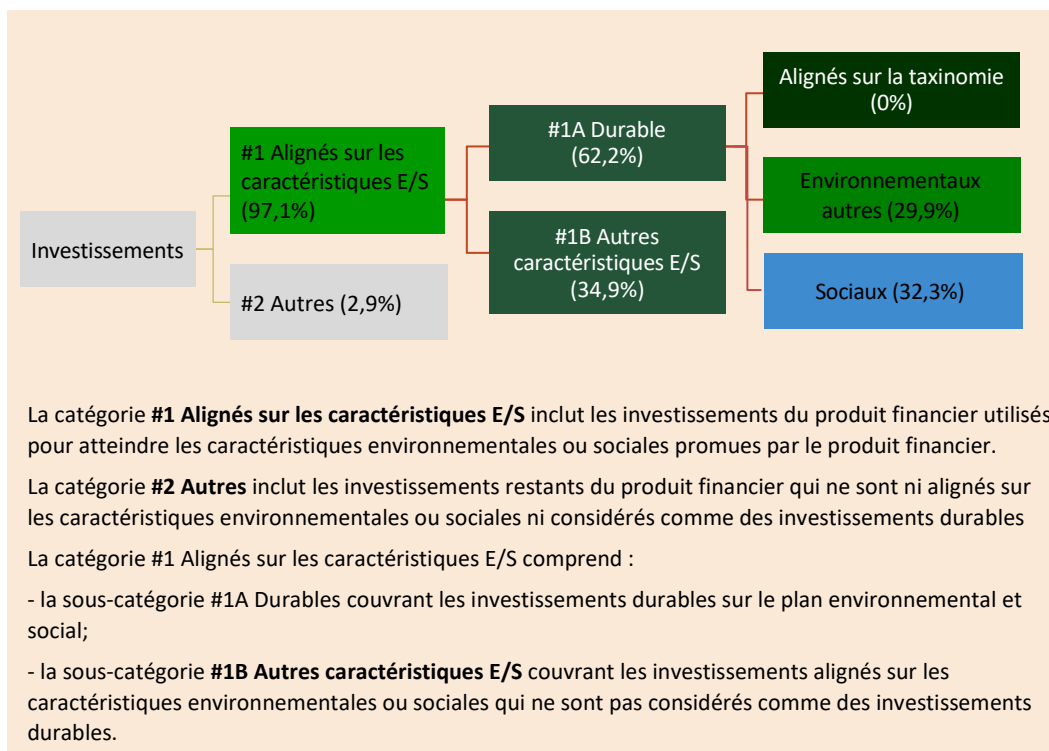 Alignés sur la taxinomie
(0%)
#1A Durable
(62,2%)
#1 Alignés sur les
caractéristiques E/S
(97,1%)
Environnementaux
autres (29,9%)
#1B Autres
caractéristiques E/S
(34,9%)
Investissements
Sociaux (32,3%)
#2 Autres (2,9%)
La catégorie #1 Alignés sur les caractéristiques E/S inclut les investissements du produit financier utilisés
pour atteindre les caractéristiques environnementales ou sociales promues par le produit financier.
La catégorie #2 Autres inclut les investissements restants du produit financier qui ne sont ni alignés sur
les caractéristiques environnementales ou sociales ni considérés comme des investissements durables
La catégorie #1 Alignés sur les caractéristiques E/S comprend :
- la sous-catégorie #1A Durables couvrant les investissements durables sur le plan environnemental et
social;
- la sous-catégorie #1B Autres caractéristiques E/S couvrant les investissements alignés sur les
caractéristiques environnementales ou sociales qui ne sont pas considérés comme des investissements
durables.